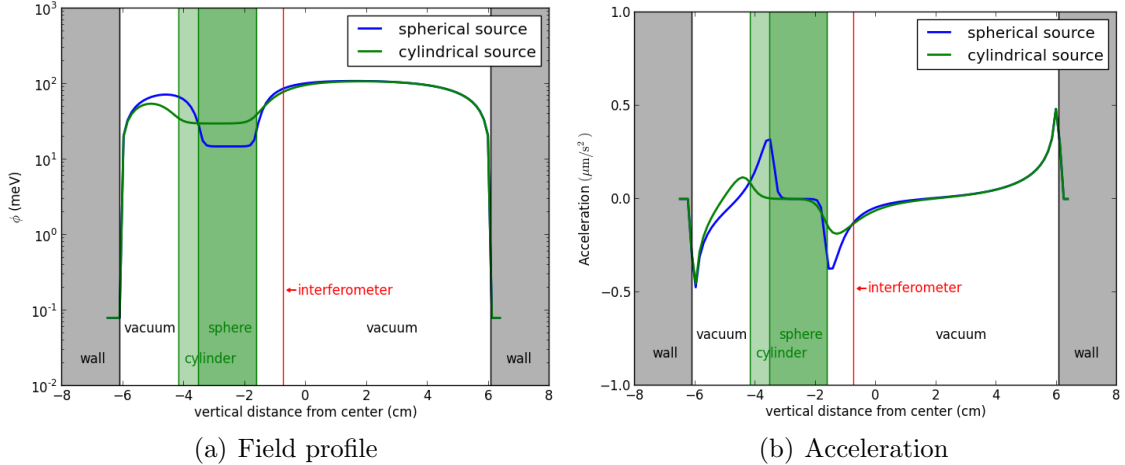 10³
10²
10¹
10⁰
10⁻¹
10⁻²
ϕ (meV)
spherical source
cylindrical source
interferometer
vacuum
sphere
vacuum
wall
cylinder
wall
−8 −6 −4 −2 0 2 4 6 8
vertical distance from center (cm)
(a) Field profile
1.0
0.5
0.0
−0.5
−1.0
Acceleration (μm/s²)
spherical source
cylindrical source
interferometer
vacuum
sphere
vacuum
wall
cylinder
wall
−8 −6 −4 −2 0 2 4 6 8
vertical distance from center (cm)
(b) Acceleration